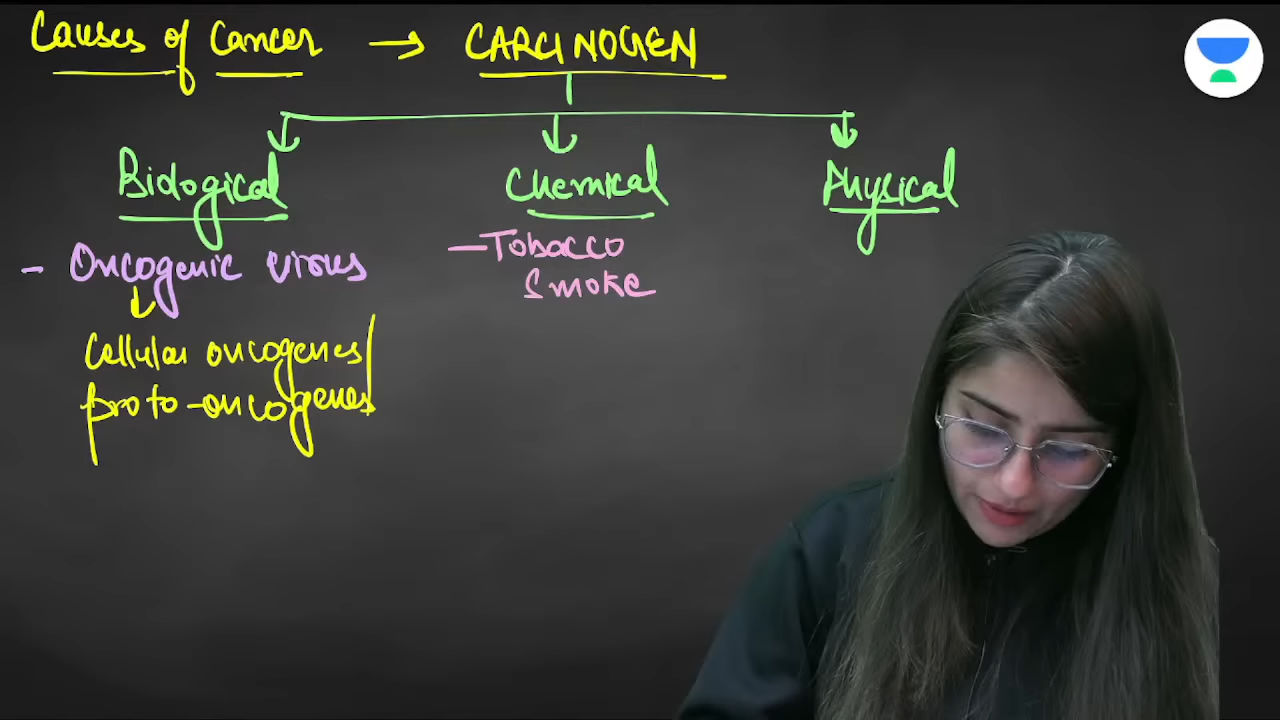 Causes of Cancer → CARCINOGEN
Biological Chemical Physical
- Oncogenic virus
— Tobacco
Smoke
↓
Cellular oncogenes/
proto-oncogenes